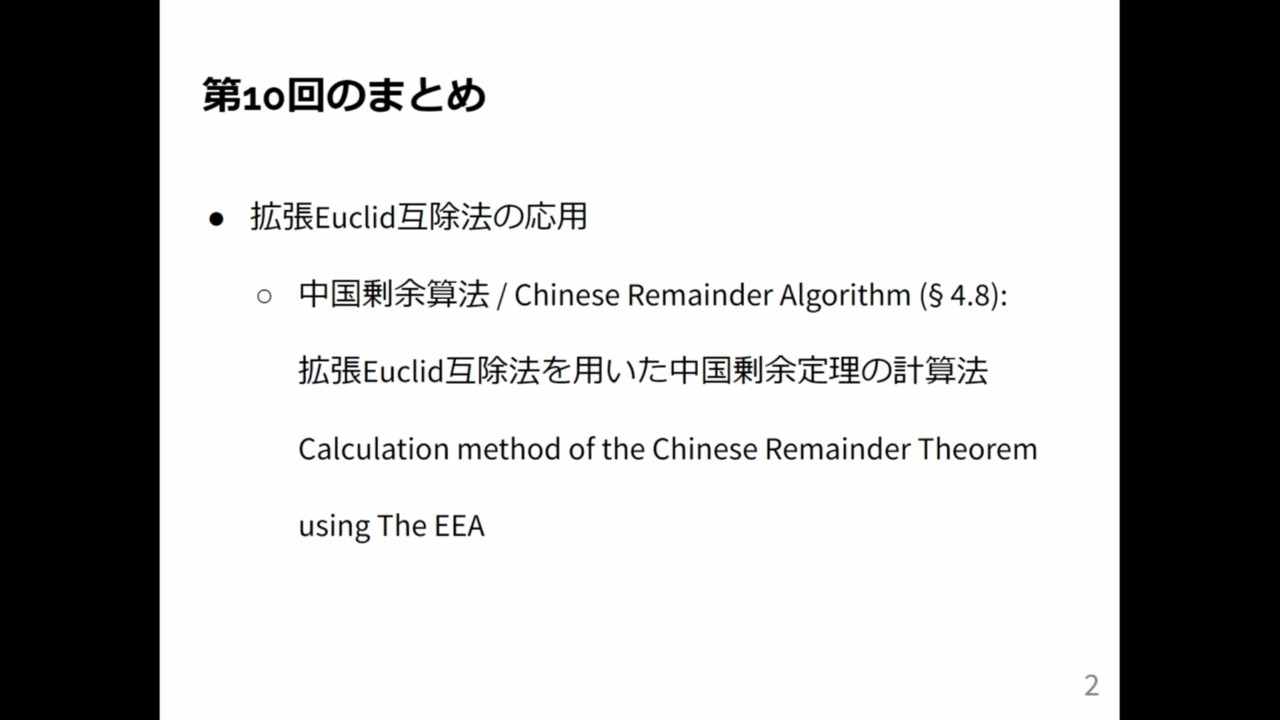 第10回のまとめ
● 拡張Euclid互除法の応用
○ 中国剰余算法 / Chinese Remainder Algorithm (§ 4.8):
拡張Euclid互除法を用いた中国剰余定理の計算法
Calculation method of the Chinese Remainder Theorem
using The EEA
2